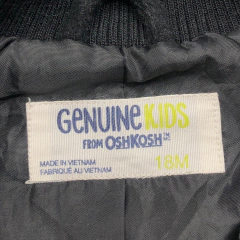 GENUINE KIDS
FROM OSHKOSH
MADE IN VIETNAM
FABRIQUÉ AU VIETNAM
18M